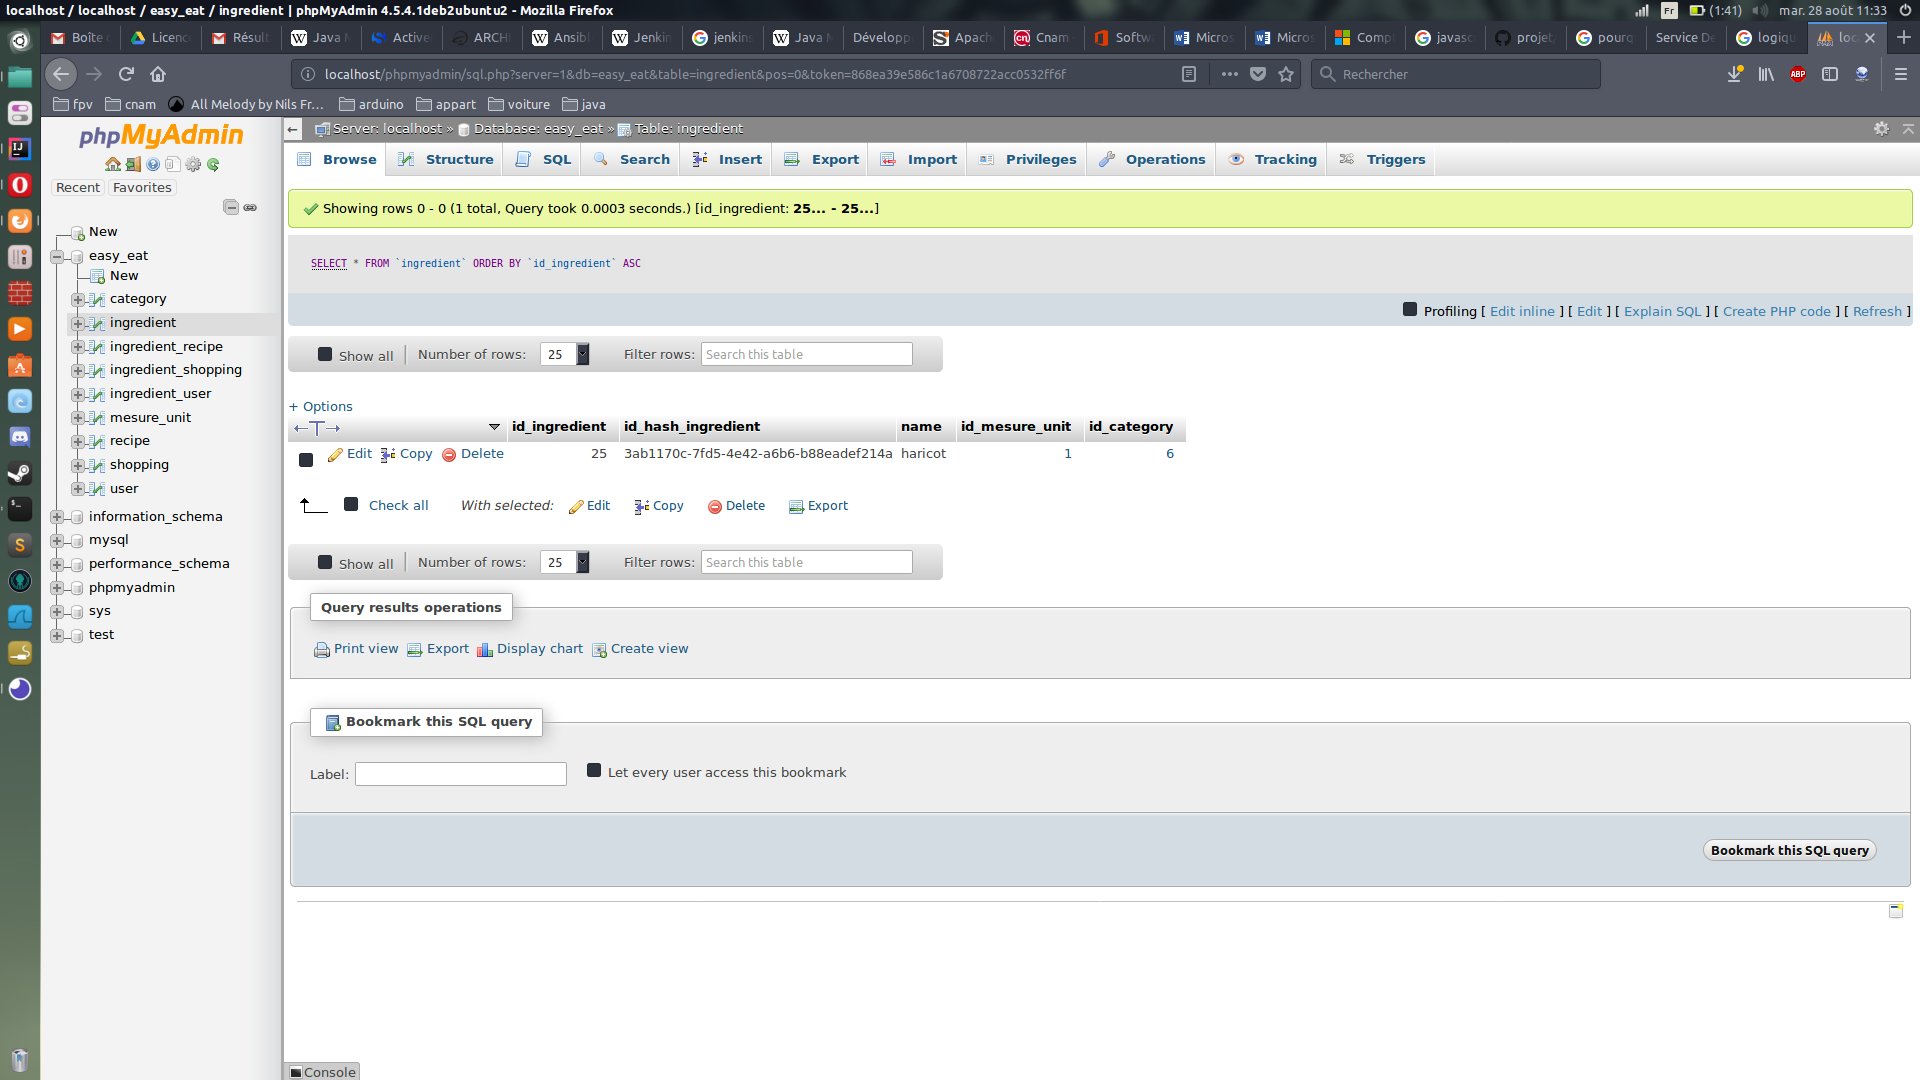 localhost / localhost / easy_eat / ingredient | phpMyAdmin 4.5.4.1deb2ubuntu2 - Mozilla Firefox
Fr (1:41) mar. 28 août 11:33
Boîte Licenc Résult Java Active ARCH Ansib Jenkin jenkins Java Dévelop Apach Cnam Softw Micros Micros Compl javasc projet pourq Service De logiqu loc
localhost/phpmyadmin/sql.php?server=1&db=easy_eat&table=ingredient&pos=0&token=868ea39e586c1a6708722acc0532ff6f
Rechercher
ABP
fpv cnam All Melody by Nils Fr... arduino appart voiture java
phpMyAdmin
Recent Favorites
New
easy_eat
New
category
ingredient
ingredient_recipe
ingredient_shopping
ingredient_user
mesure_unit
recipe
shopping
user
information_schema
mysql
performance_schema
phpmyadmin
sys
test
Server: localhost » Database: easy_eat » Table: ingredient
Browse Structure SQL Search Insert Export Import Privileges Operations Tracking Triggers
Showing rows 0 - 0 (1 total, Query took 0.0003 seconds.) [id_ingredient: 25... - 25...]
SELECT * FROM `ingredient` ORDER BY `id_ingredient` ASC
Profiling [ Edit inline ] [ Edit ] [ Explain SQL ] [ Create PHP code ] [ Refresh ]
Show all Number of rows: 25 Filter rows: Search this table
+ Options
←T→ id_ingredient id_hash_ingredient name id_mesure_unit id_category
Edit Copy Delete 25 3ab1170c-7fd5-4e42-a6b6-b88eadef214a haricot 1 6
Check all With selected: Edit Copy Delete Export
Show all Number of rows: 25 Filter rows: Search this table
Query results operations
Print view Export Display chart Create view
Bookmark this SQL query
Label: Let every user access this bookmark
Bookmark this SQL query
Console